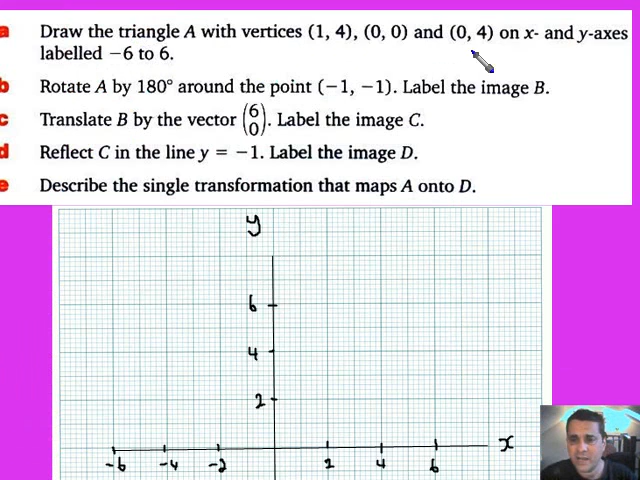 a Draw the triangle A with vertices (1, 4), (0, 0) and (0, 4) on x- and y-axes
labelled −6 to 6.
b Rotate A by 180° around the point (−1, −1). Label the image B.
c Translate B by the vector (6 0). Label the image C.
d Reflect C in the line y = −1. Label the image D.
e Describe the single transformation that maps A onto D.
y
6
4
2
x
-6 -4 -2 2 4 6